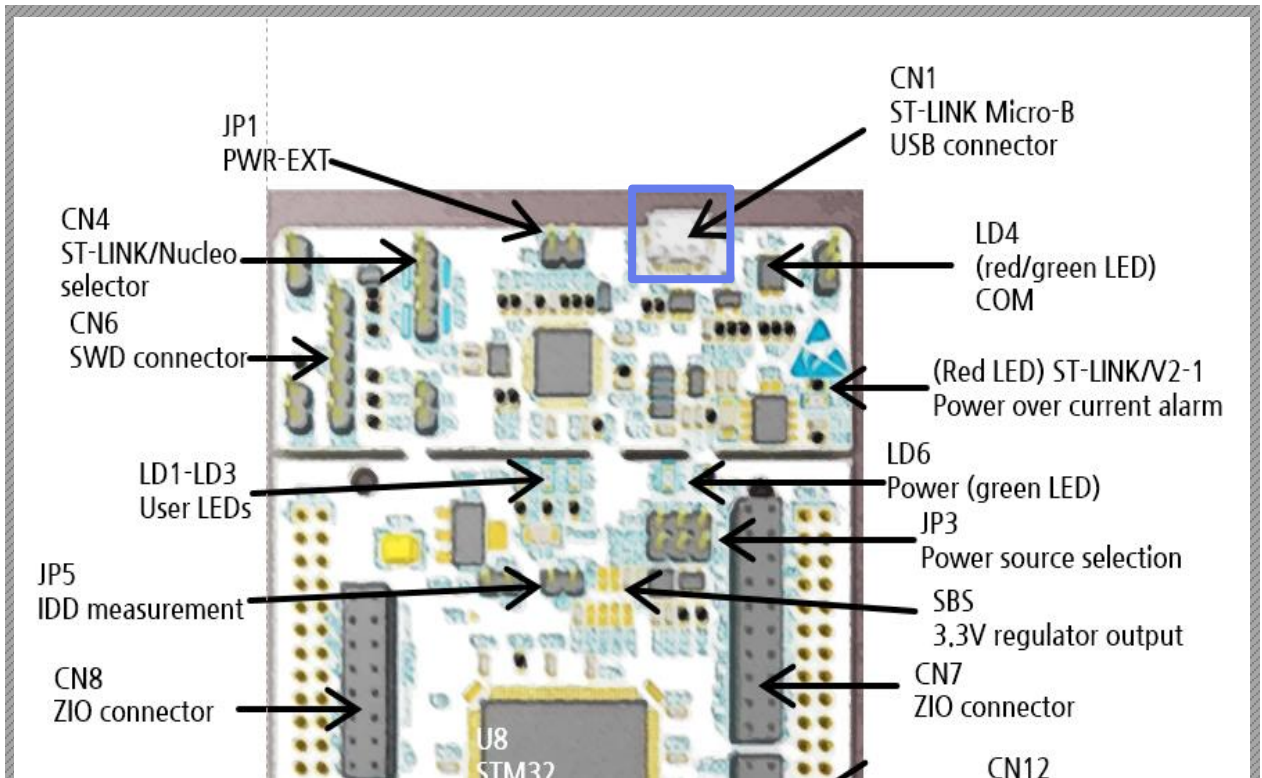 CN1
ST-LINK Micro-B
USB connector
JP1
PWR-EXT
CN4
ST-LINK/Nucleo
selector
LD4
(red/green LED)
COM
CN6
SWD connector
(Red LED) ST-LINK/V2-1
Power over current alarm
LD1-LD3
User LEDs
LD6
Power (green LED)
JP3
Power source selection
JP5
IDD measurement
SBS
3.3V regulator output
CN8
ZIO connector
CN7
ZIO connector
U8
STM32
CN12